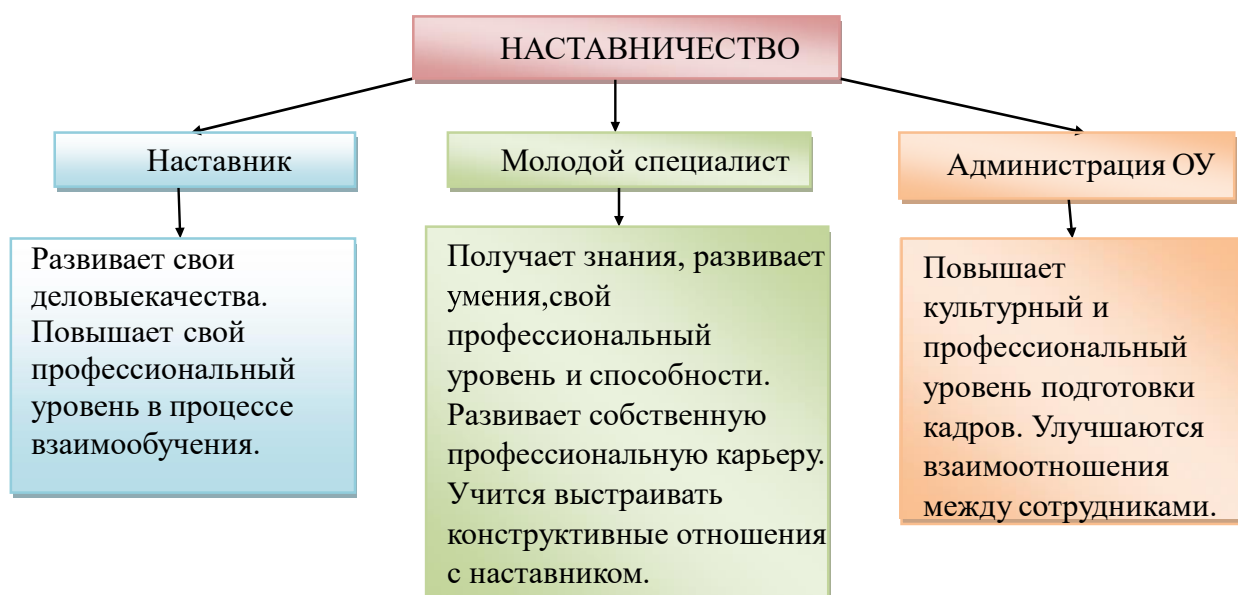 НАСТАВНИЧЕСТВО
Наставник
Молодой специалист
Администрация ОУ
Развивает свои
деловыекачества.
Повышает свой
профессиональный
уровень в процессе
взаимообучения.
Получает знания, развивает
умения,свой
профессиональный
уровень и способности.
Развивает собственную
профессиональную карьеру.
Учится выстраивать
конструктивные отношения
с наставником.
Повышает
культурный и
профессиональный
уровень подготовки
кадров. Улучшаются
взаимоотношения
между сотрудниками.